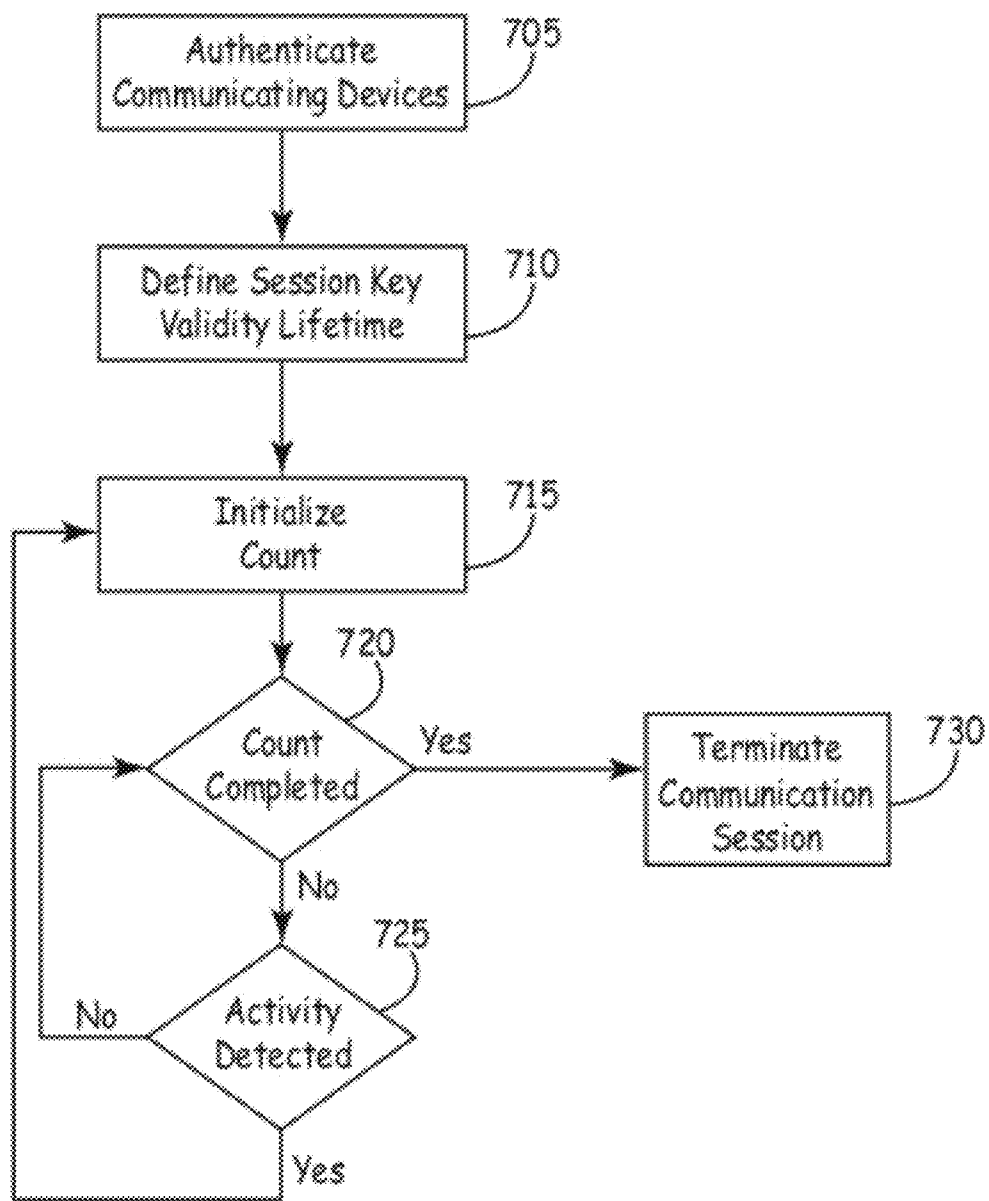 Authenticate
Communicating Devices
705
Define Session Key
Validity Lifetime
710
Initialize
Count
715
720
Count
Completed
Yes
Terminate
Communication
Session
730
No
725
Activity
Detected
No
Yes